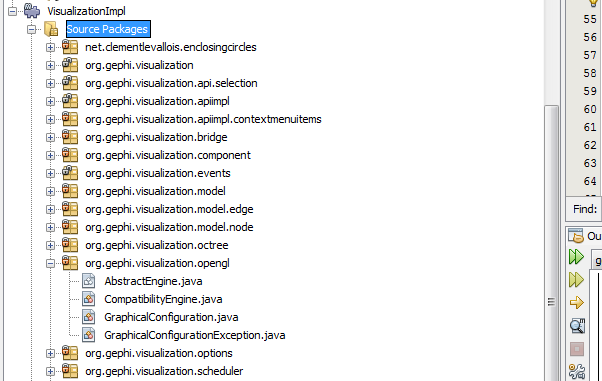 VisualizationImpl
Source Packages
net.clementlevallois.enclosingcircles
org.gephi.visualization
org.gephi.visualization.api.selection
org.gephi.visualization.apiimpl
org.gephi.visualization.apiimpl.contextmenuitems
org.gephi.visualization.bridge
org.gephi.visualization.component
org.gephi.visualization.events
org.gephi.visualization.model
org.gephi.visualization.model.edge
org.gephi.visualization.model.node
org.gephi.visualization.octree
org.gephi.visualization.opengl
AbstractEngine.java
CompatibilityEngine.java
GraphicalConfiguration.java
GraphicalConfigurationException.java
org.gephi.visualization.options
org.gephi.visualization.scheduler
55
56
57
58
59
60
61
62
63
64
Find:
Ou
g